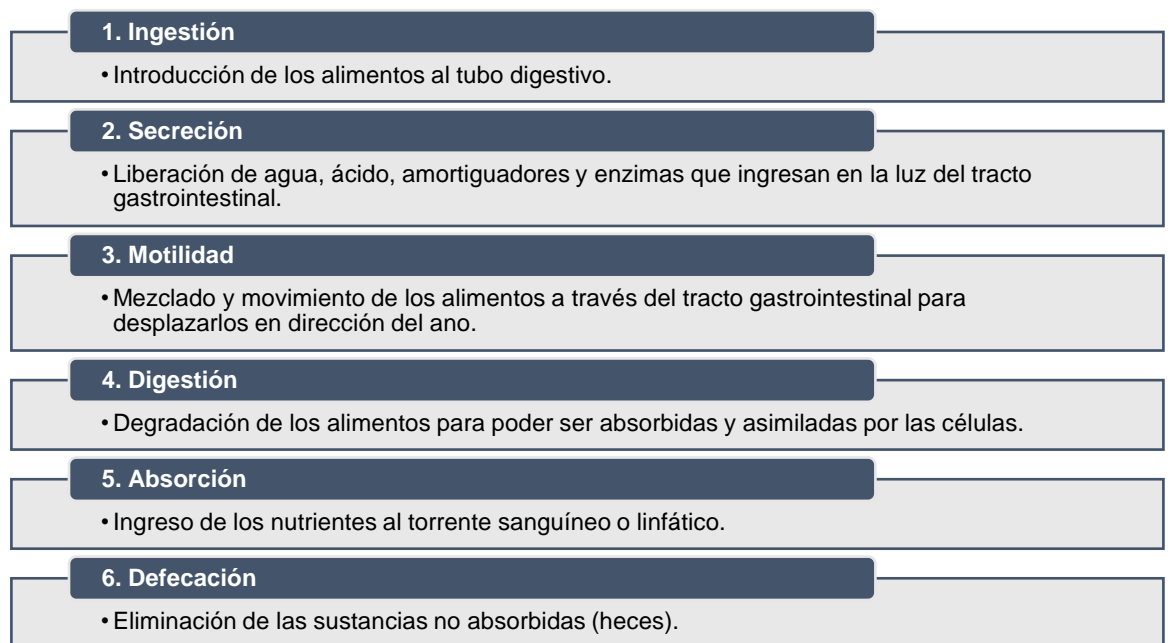 1. Ingestión
• Introducción de los alimentos al tubo digestivo.
2. Secreción
• Liberación de agua, ácido, amortiguadores y enzimas que ingresan en la luz del tracto
gastrointestinal.
3. Motilidad
• Mezclado y movimiento de los alimentos a través del tracto gastrointestinal para
desplazarlos en dirección del ano.
4. Digestión
• Degradación de los alimentos para poder ser absorbidas y asimiladas por las células.
5. Absorción
• Ingreso de los nutrientes al torrente sanguíneo o linfático.
6. Defecación
• Eliminación de las sustancias no absorbidas (heces).